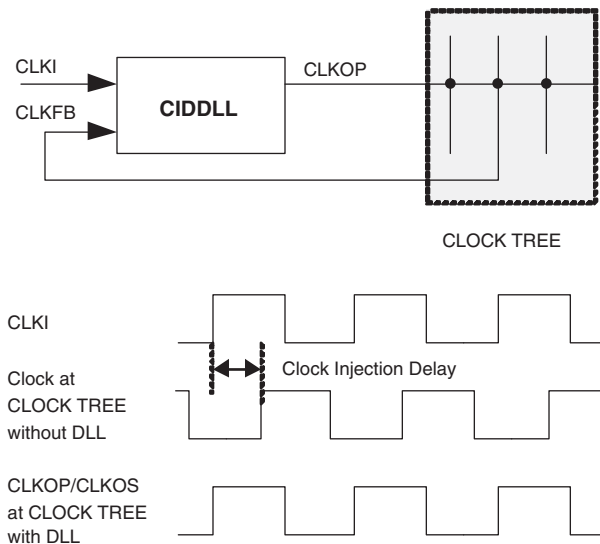 CLKI
CLKOP
CLKFB
CIDDLL
CLOCK TREE
CLKI
Clock Injection Delay
Clock at
CLOCK TREE
without DLL
CLKOP/CLKOS
at CLOCK TREE
with DLL